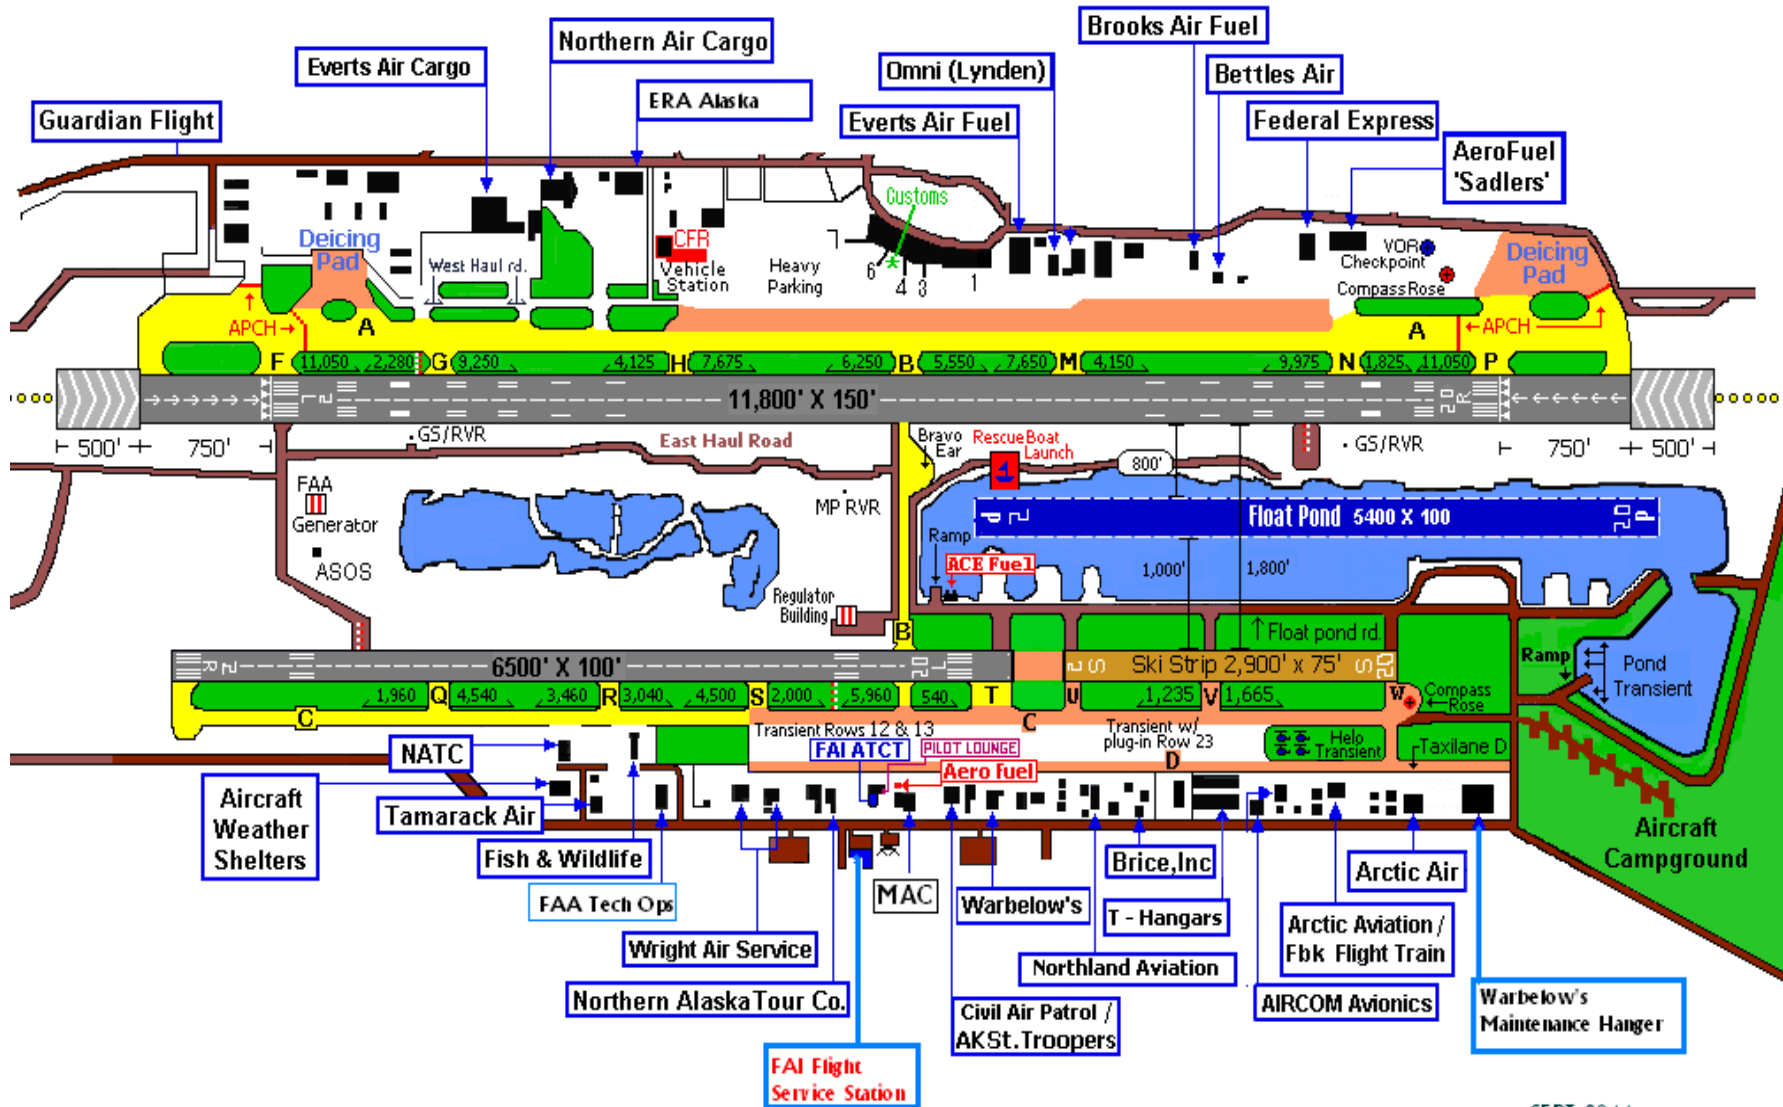 Brooks Air Fuel
Northern Air Cargo
Everts Air Cargo
Omni (Lynden)
Bettles Air
ERA Alaska
Guardian Flight
Everts Air Fuel
Federal Express
AeroFuel
'Sadlers'
Customs
Deicing
Pad
CFR
Vehicle
Station
West Haul rd.
Heavy
Parking
7
6
4
3
1
VOR
Checkpoint
Compass Rose
Deicing
Pad
APCH
A
A
APCH
F
11,050
2,280
G
9,250
4,125
H
7,675
6,250
B
5,550
7,650
M
4,150
9,975
N
1,825
11,050
P
2
L
11,800' X 150'
20
R
500'
750'
GS/RVR
East Haul Road
Bravo
Ear
Rescue Boat
Launch
800'
GS/RVR
750'
500'
FAA
Generator
MP RVR
Float Pond 5400 X 100
2
20
ASOS
Ramp
ACE Fuel
1,000'
1,800'
Regulator
Building
B
Float pond rd.
2
R
6500' X 100'
20
L
2
S
Ski Strip 2,900' x 75'
20
S
Ramp
Pond
Transient
1,960
Q
4,540
3,460
R
3,040
4,500
S
2,000
5,960
540
T
U
1,235
V
1,665
W
Compass
Rose
C
C
Transient Rows 12 & 13
Transient w/
plug-in Row 23
Helo
Transient
Taxilane D
NATC
FAI ATCT
PILOT LOUNGE
Aero Fuel
D
Aircraft
Weather
Shelters
Tamarack Air
Fish & Wildlife
FAA Tech Ops
Wright Air Service
Northern Alaska Tour Co.
MAC
Warbelow's
Brice,Inc
T - Hangars
Arctic Air
Aircraft
Campground
Arctic Aviation /
Fbk Flight Train
Northland Aviation
Civil Air Patrol /
AKSt.Troopers
AIRCOM Avionics
Warbelow's
Maintenance Hanger
FAI Flight
Service Station